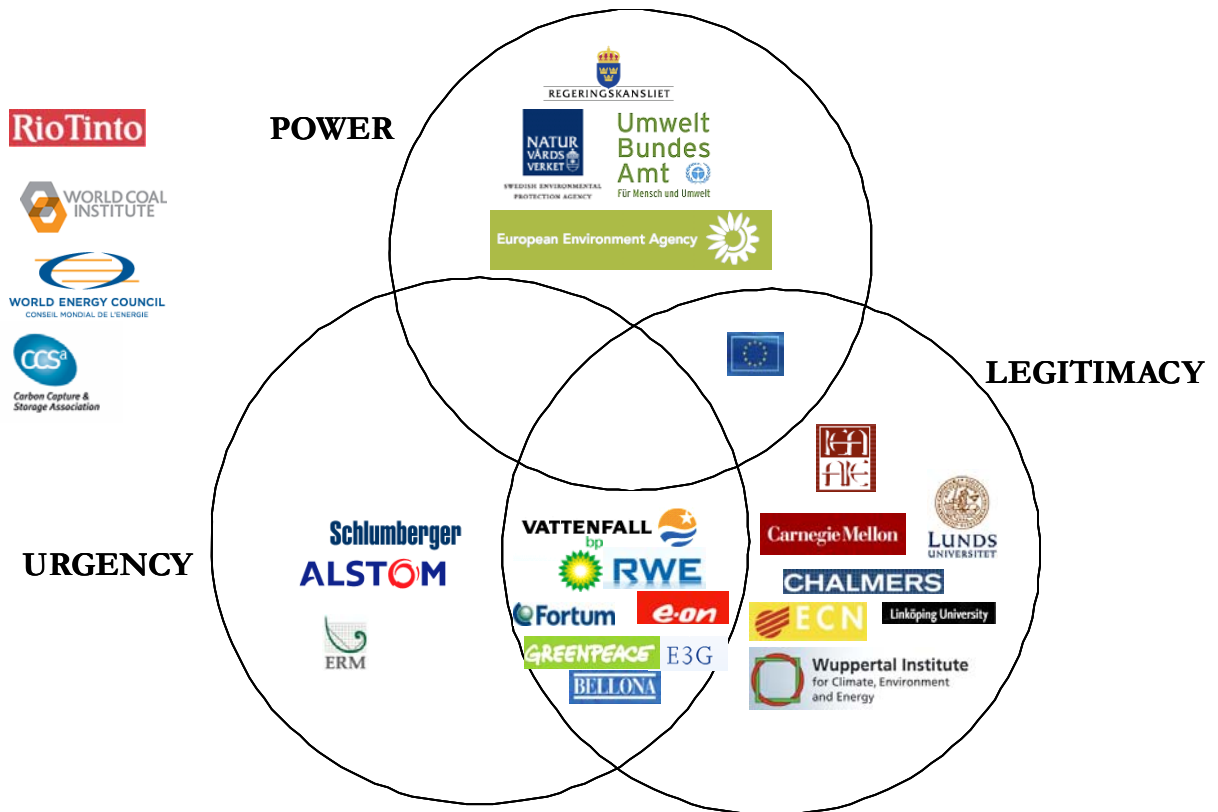 REGERINGSKANSLIET
RioTinto
POWER
NATUR
VÅRDS
VERKET
SWEDISH ENVIRONMENTAL
PROTECTION AGENCY
Umwelt
Bundes
Amt
Für Mensch und Umwelt
WORLD COAL
INSTITUTE
European Environment Agency
WORLD ENERGY COUNCIL
CONSEIL MONDIAL DE L'ENERGIE
CCSa
Carbon Capture &
Storage Association
LEGITIMACY
IEA
AIE
Schlumberger
VATTENFALL
bp
Carnegie Mellon
LUNDS
UNIVERSITET
URGENCY
ALSTOM
RWE
CHALMERS
Fortum
e·on
ECN
Linköping University
ERM
GREENPEACE
E3G
BELLONA
Wuppertal Institute
for Climate, Environment
and Energy